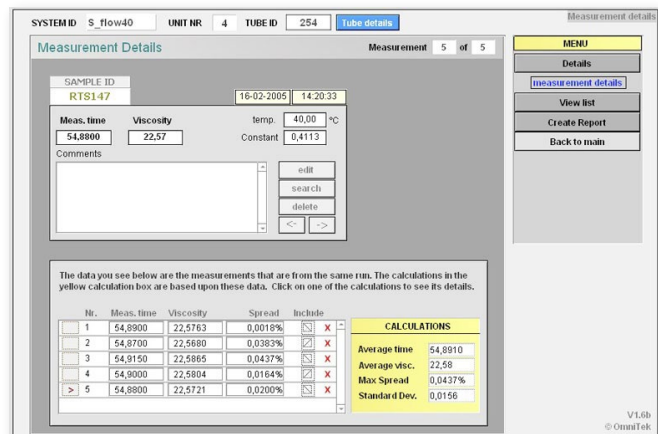 SYSTEM ID S_flow40 UNIT NR 4 TUBE ID 254 Tube details
Measurement details
Measurement Details Measurement 5 of 5
SAMPLE ID
RTS147 16-02-2005 14:20:33
Meas. time Viscosity temp. 40,00 °C
54,8800 22,57 Constant 0,4113
Comments
edit
search
delete
<- ->
MENU
Details
measurement details
View list
Create Report
Back to main
The data you see below are the measurements that are from the same run. The calculations in the
yellow calculation box are based upon these data. Click on one of the calculations to see its details.
Nr. Meas. time Viscosity Spread Include
1 54,8900 22,5763 0,0018% X
2 54,8700 22,5680 0,0383% X
3 54,9150 22,5865 0,0437% X
4 54,9000 22,5804 0,0164% X
> 5 54,8800 22,5721 0,0200% X
CALCULATIONS
Average time 54,8910
Average visc. 22,58
Max Spread 0,0437%
Standard Dev. 0,0156
V1.6b
© OmniTek